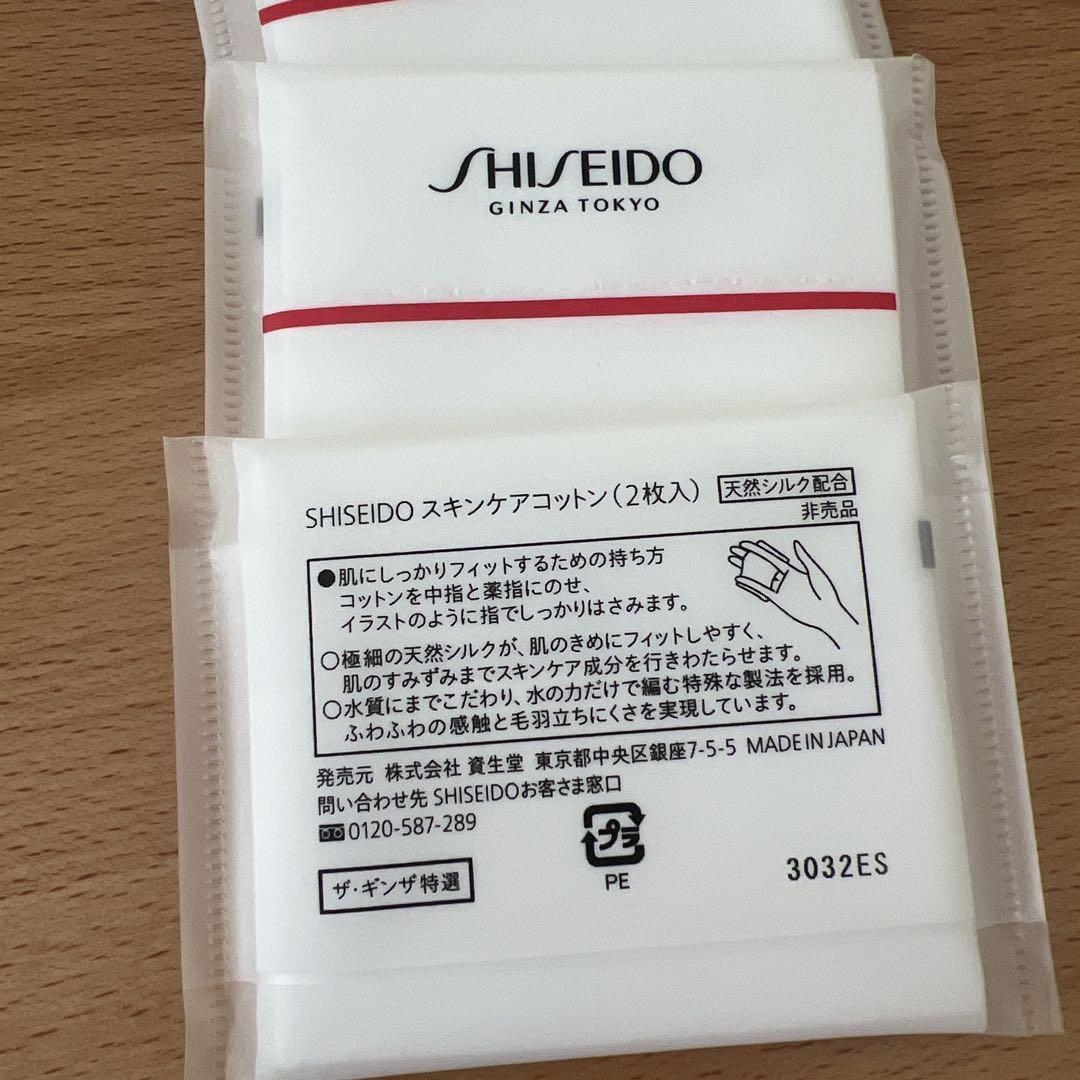 SHISEIDO
GINZA TOKYO
SHISEIDO スキンケアコットン（2枚入） 天然シルク配合
非売品
●肌にしっかりフィットするための持ち方
コットンを中指と薬指にのせ、
イラストのように指でしっかりはさみます。
○極細の天然シルクが、肌のきめにフィットしやすく、
肌のすみずみまでスキンケア成分を行きわたらせます。
○水質にまでこだわり、水の力だけで編む特殊な製法を採用。
ふわふわの感触と毛羽立ちにくさを実現しています。
発売元 株式会社 資生堂 東京都中央区銀座7-5-5 MADE IN JAPAN
問い合わせ先 SHISEIDOお客さま窓口
0120-587-289
プラ
PE
ザ・ギンザ特選
3032ES